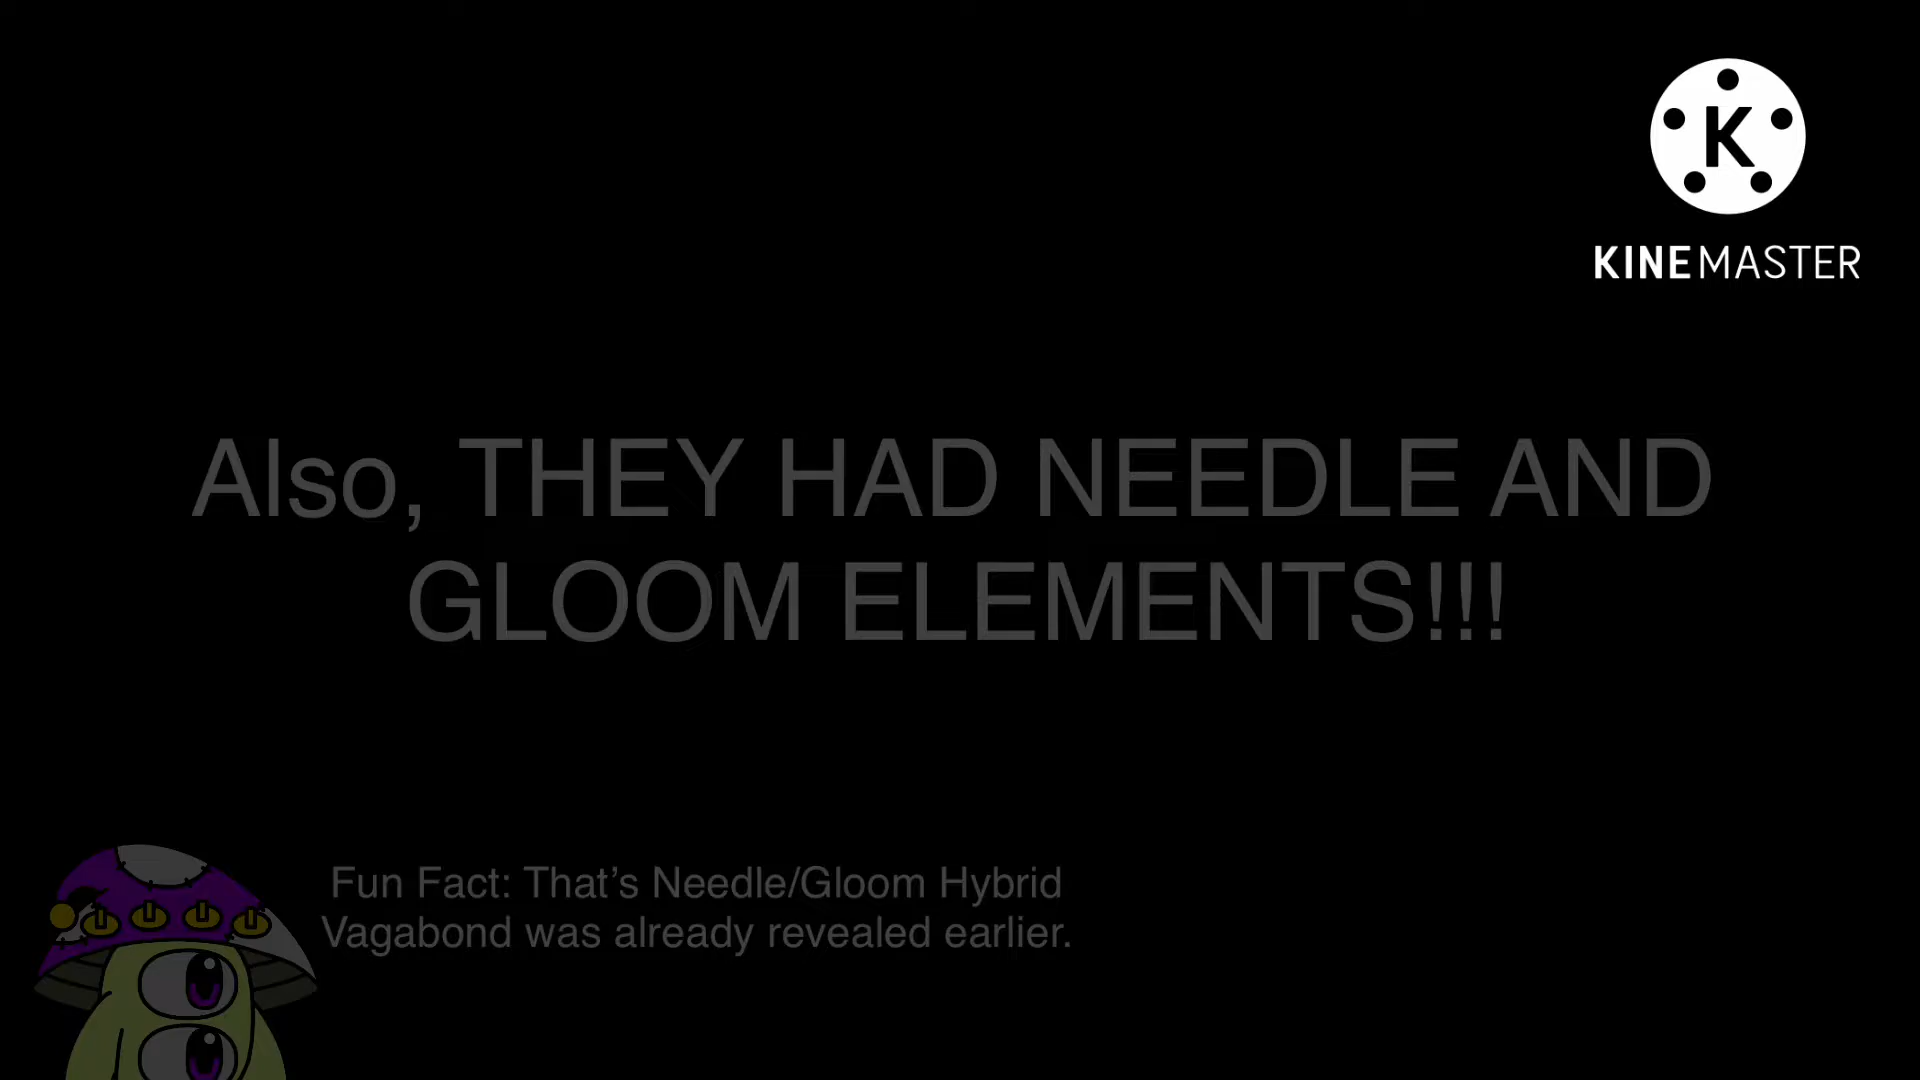 K
KINEMASTER
Also, THEY HAD NEEDLE AND
GLOOM ELEMENTS!!!
Fun Fact: That’s Needle/Gloom Hybrid
Vagabond was already revealed earlier.